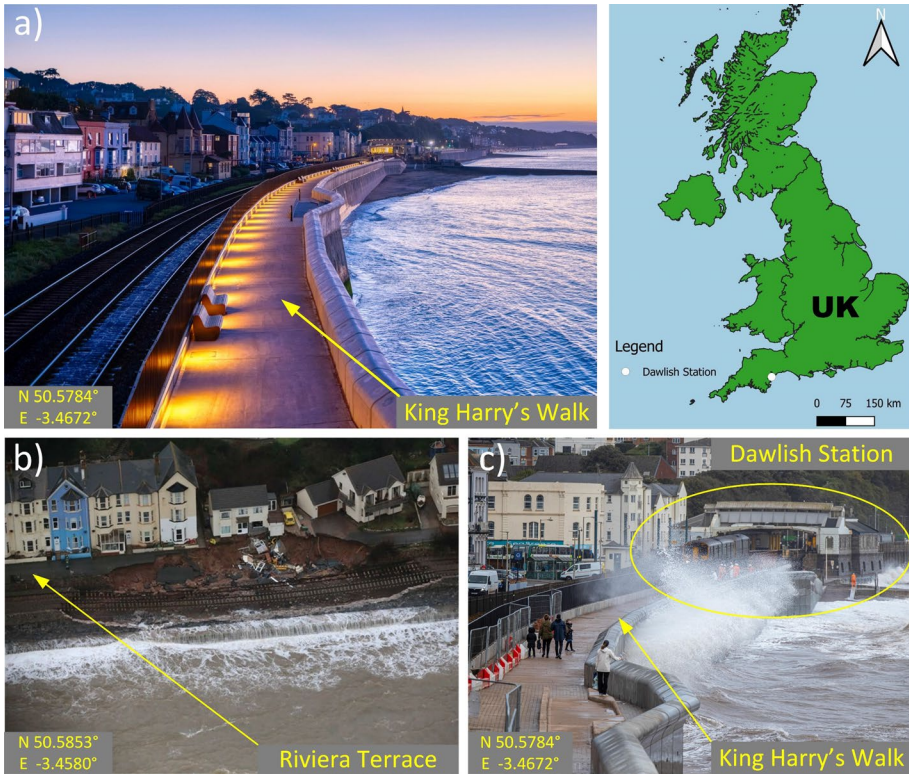 a)
N 50.5784°
E -3.4672°
King Harry's Walk
N
UK
Legend
Dawlish Station
0 75 150 km
b)
N 50.5853°
E -3.4580°
Riviera Terrace
c)
Dawlish Station
N 50.5784°
E -3.4672°
King Harry's Walk